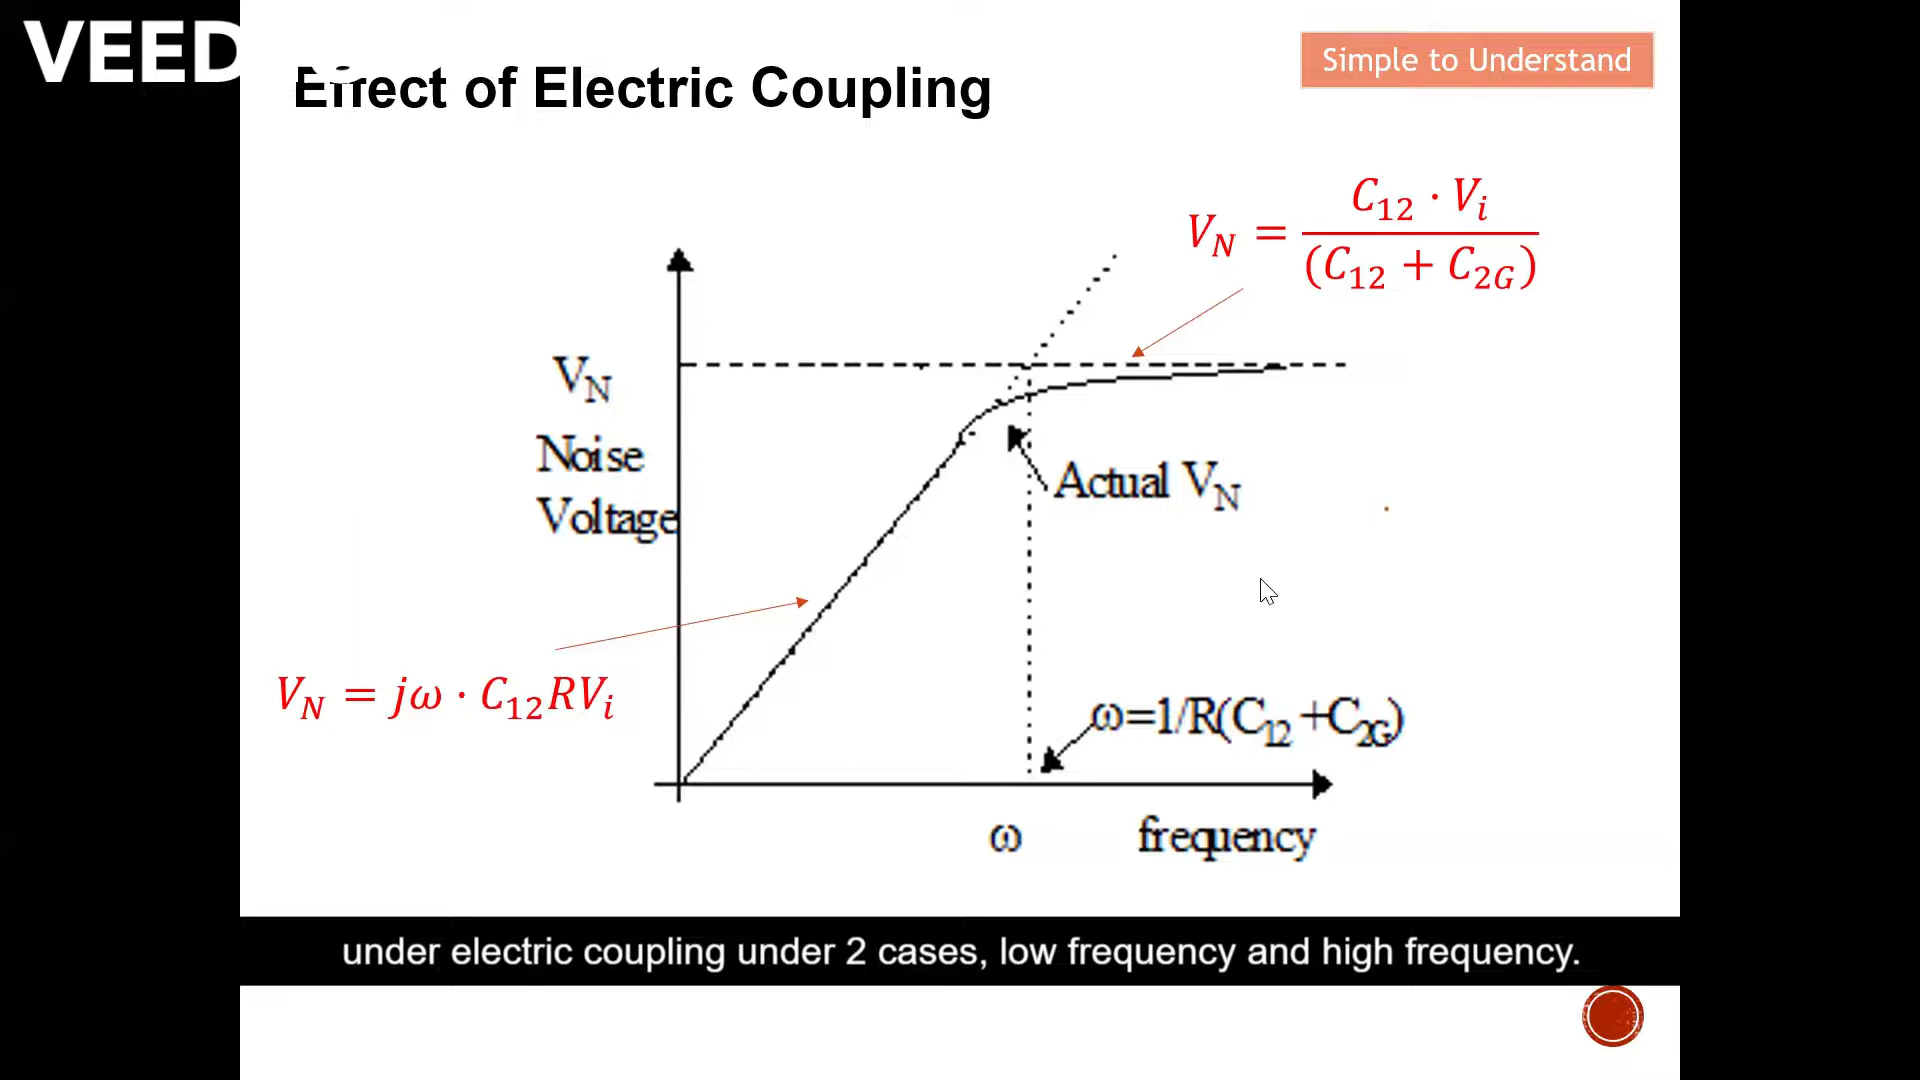 VEED
Effect of Electric Coupling
Simple to Understand
V_N = C_12 · V_i / (C_12 + C_2G)
V_N
Noise
Voltage
Actual V_N
V_N = jω · C_12RV_i
ω=1/R(C_12+C_2G)
ω
frequency
under electric coupling under 2 cases, low frequency and high frequency.